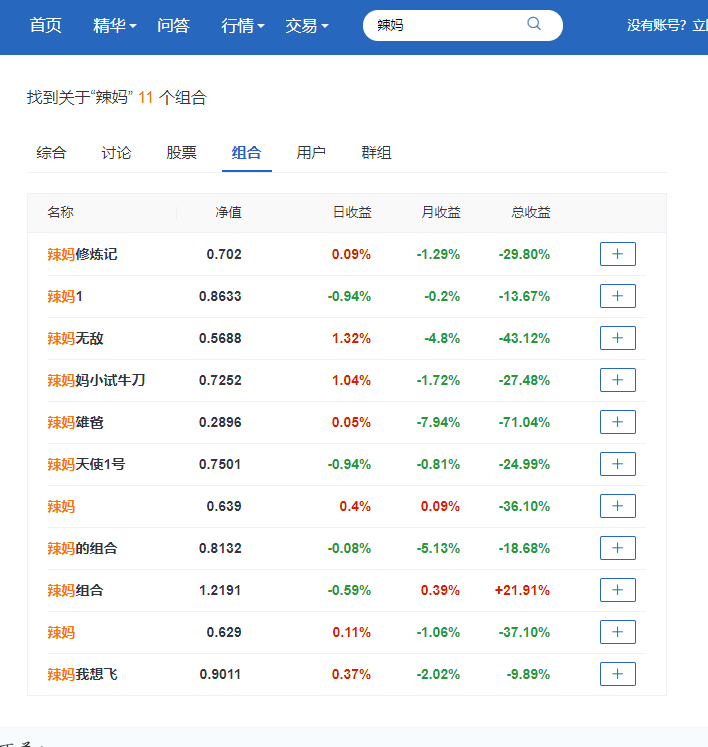 首页 精华 问答 行情 交易 辣妈 没有账号？立
找到关于“辣妈” 11 个组合
综合 讨论 股票 组合 用户 群组
名称 净值 日收益 月收益 总收益
辣妈修炼记 0.702 0.09% -1.29% -29.80%
辣妈1 0.8633 -0.94% -0.2% -13.67%
辣妈无敌 0.5688 1.32% -4.8% -43.12%
辣妈妈小试牛刀 0.7252 1.04% -1.72% -27.48%
辣妈雄爸 0.2896 0.05% -7.94% -71.04%
辣妈天使1号 0.7501 -0.94% -0.81% -24.99%
辣妈 0.639 0.4% 0.09% -36.10%
辣妈的组合 0.8132 -0.08% -5.13% -18.68%
辣妈组合 1.2191 -0.59% 0.39% +21.91%
辣妈 0.629 0.11% -1.06% -37.10%
辣妈我想飞 0.9011 0.37% -2.02% -9.89%